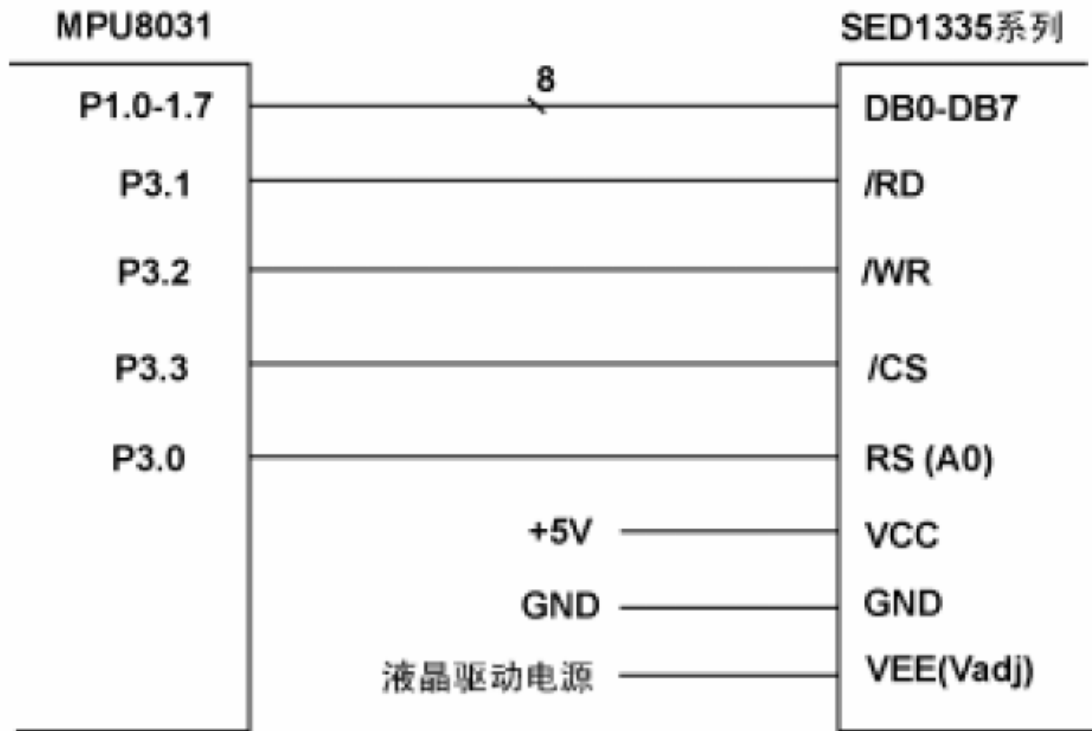 MPU8031 SED1335系列
8
P1.0-1.7 DB0-DB7
P3.1 /RD
P3.2 /WR
P3.3 /CS
P3.0 RS (A0)
+5V VCC
GND GND
液晶驱动电源 VEE(Vadj)